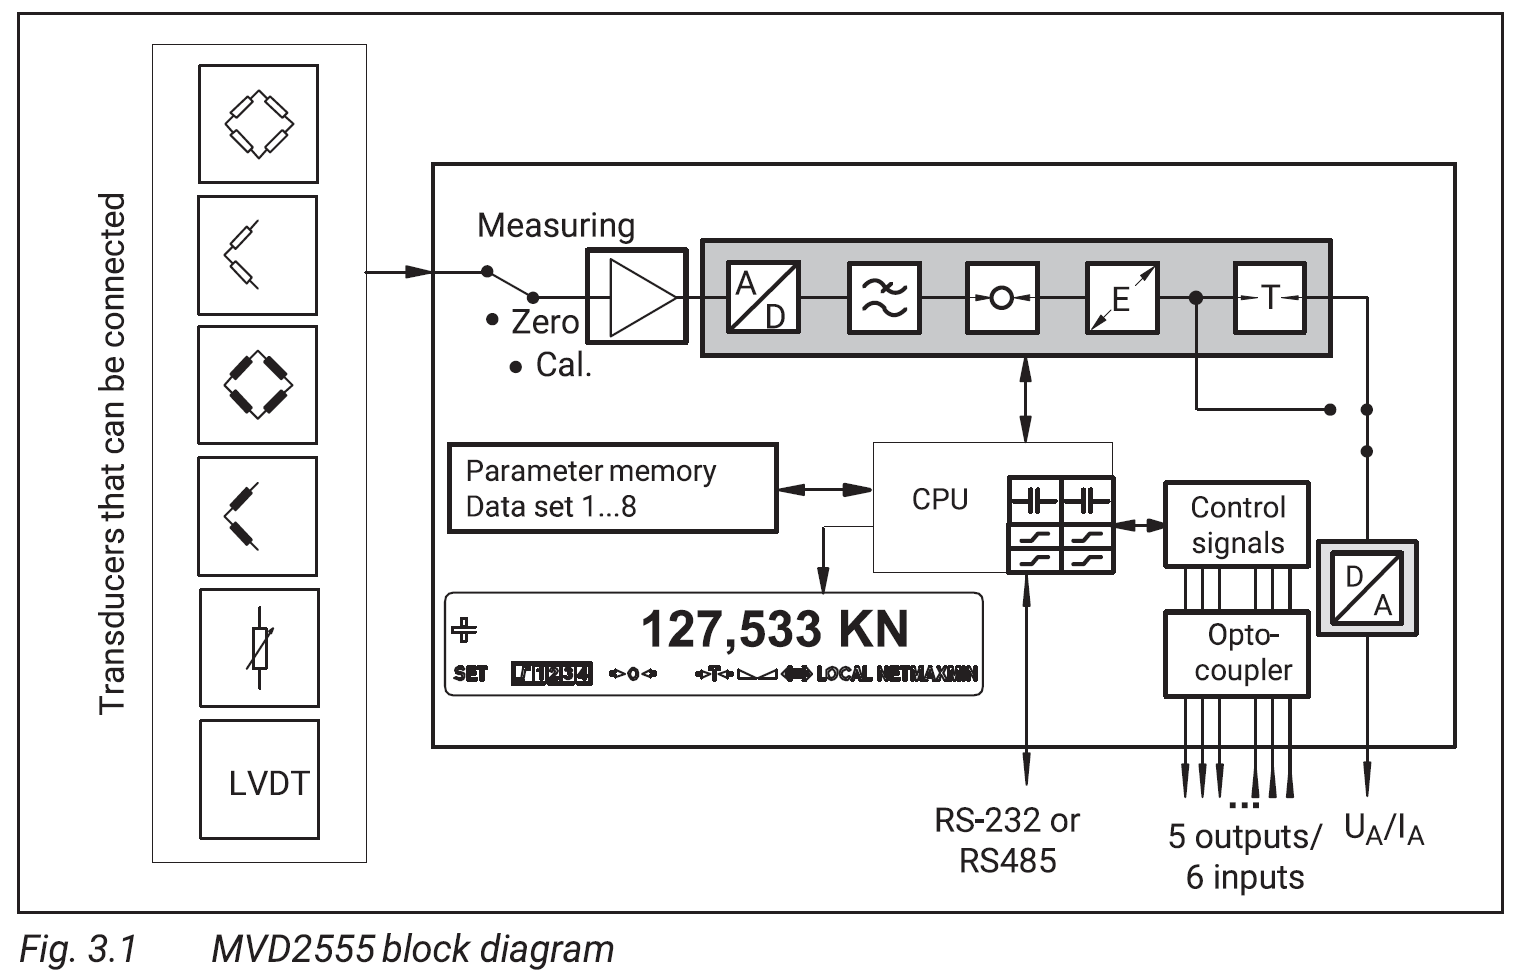 Transducers that can be connected
LVDT
Measuring
Zero
Cal.
A
D
E
T
Parameter memory
Data set 1...8
CPU
Control
signals
D
A
127,533 KN
SET 1234 0 T LOCAL NET MAX MIN
Opto-
coupler
RS-232 or
RS485
...
5 outputs/
6 inputs
UA/IA
Fig. 3.1 MVD2555 block diagram